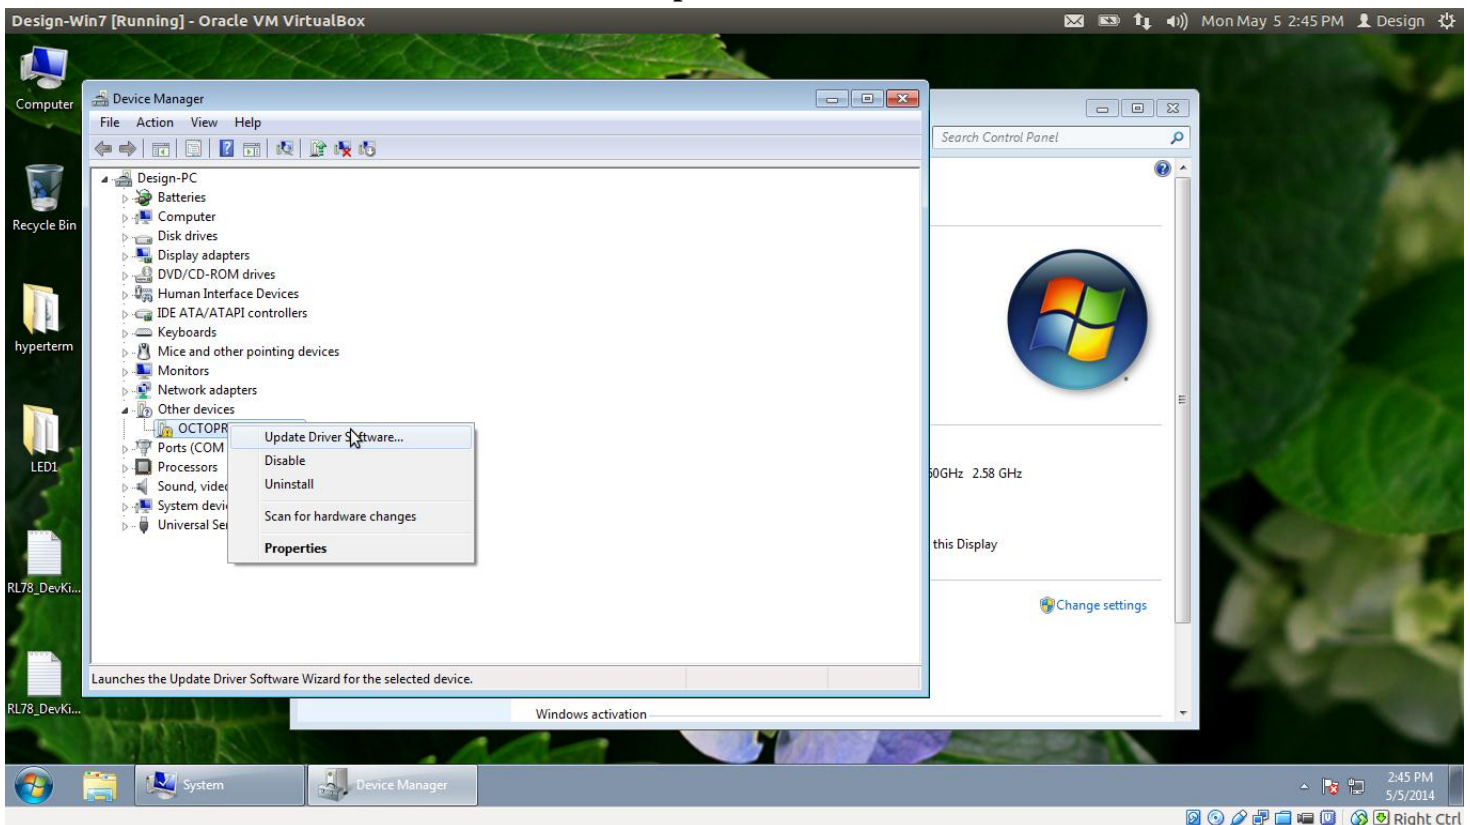 Design-Win7 [Running] - Oracle VM VirtualBox
Mon May 5 2:45 PM
Design
Computer
Recycle Bin
hyperterm
LED1
RL78_DevKi...
RL78_DevKi...
Device Manager
File Action View Help
Design-PC
Batteries
Computer
Disk drives
Display adapters
DVD/CD-ROM drives
Human Interface Devices
IDE ATA/ATAPI controllers
Keyboards
Mice and other pointing devices
Monitors
Network adapters
Other devices
OCTOPR
Ports (COM
Processors
Sound, video
System devi
Universal Ser
Update Driver Software...
Disable
Uninstall
Scan for hardware changes
Properties
Launches the Update Driver Software Wizard for the selected device.
Search Control Panel
50GHz 2.58 GHz
this Display
Change settings
Windows activation
System
Device Manager
2:45 PM
5/5/2014
Right Ctrl